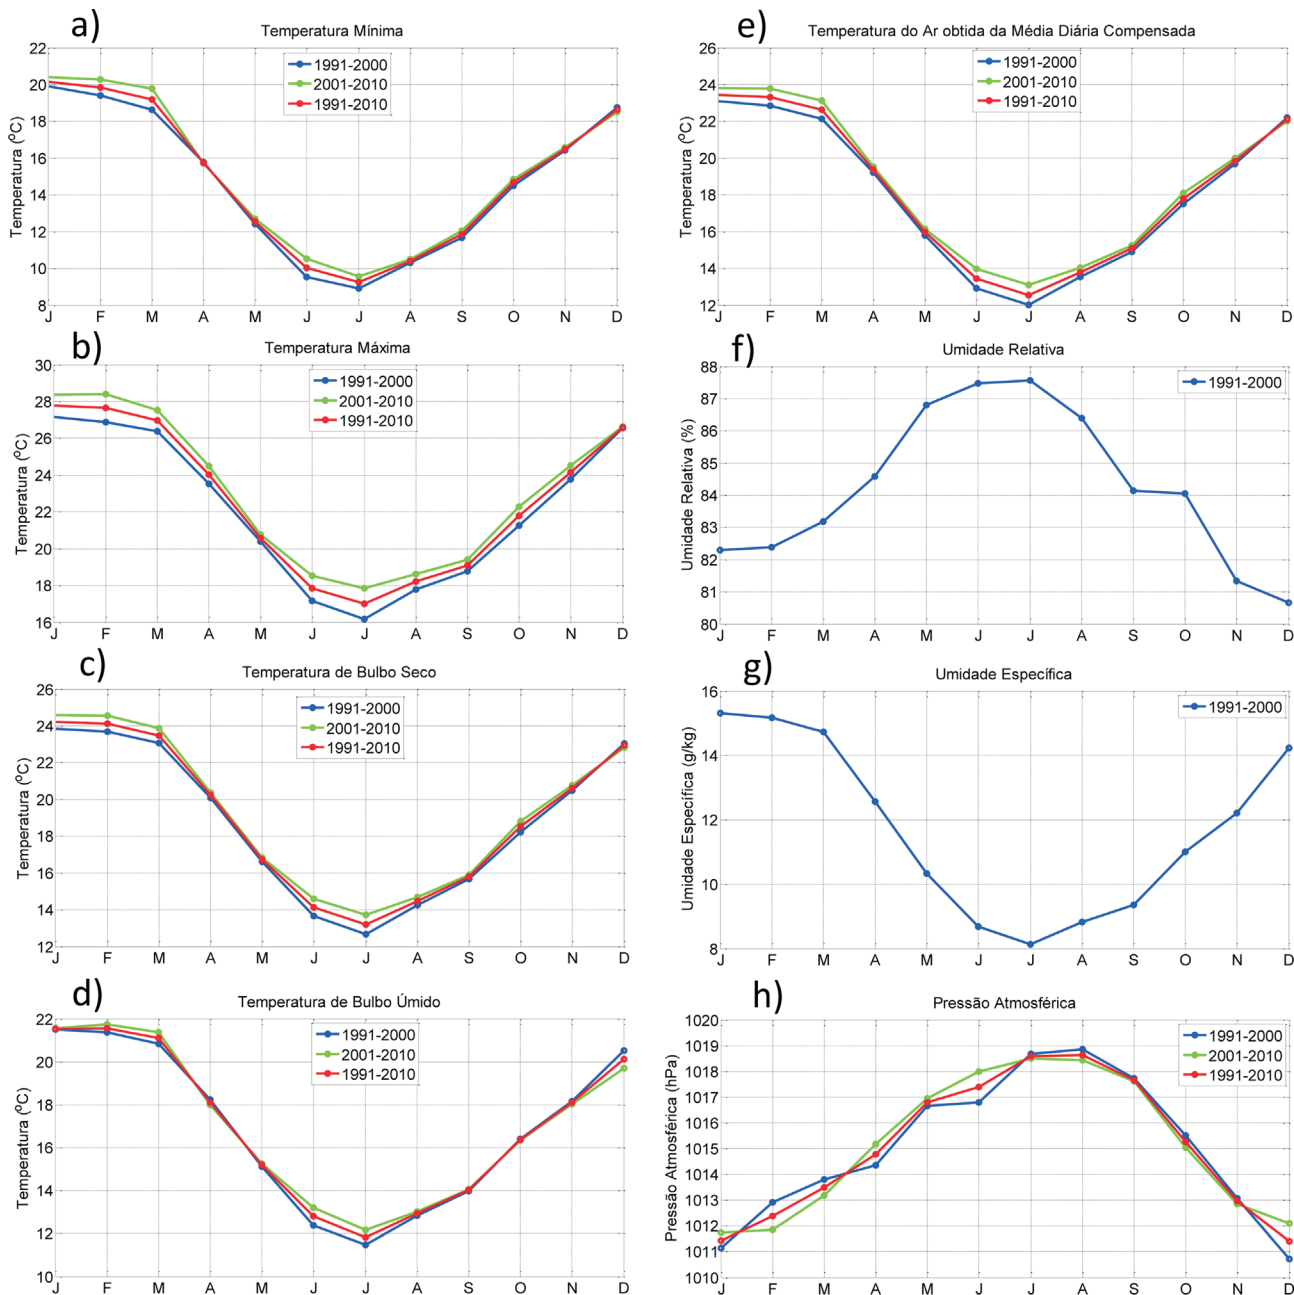 a)
Temperatura Mínima
1991-2000
2001-2010
1991-2010
Temperatura (ºC)
22
20
18
16
14
12
10
8
J F M A M J J A S O N D
b)
Temperatura Máxima
1991-2000
2001-2010
1991-2010
Temperatura (ºC)
30
28
26
24
22
20
18
16
J F M A M J J A S O N D
c)
Temperatura de Bulbo Seco
1991-2000
2001-2010
1991-2010
Temperatura (ºC)
26
24
22
20
18
16
14
12
J F M A M J J A S O N D
d)
Temperatura de Bulbo Úmido
1991-2000
2001-2010
1991-2010
Temperatura (ºC)
22
20
18
16
14
12
10
J F M A M J J A S O N D
e)
Temperatura do Ar obtida da Média Diária Compensada
1991-2000
2001-2010
1991-2010
Temperatura (ºC)
26
24
22
20
18
16
14
12
J F M A M J J A S O N D
f)
Umidade Relativa
1991-2000
Umidade Relativa (%)
88
87
86
85
84
83
82
81
80
J F M A M J J A S O N D
g)
Umidade Específica
1991-2000
Umidade Específica (g/kg)
16
14
12
10
8
J F M A M J J A S O N D
h)
Pressão Atmosférica
1991-2000
2001-2010
1991-2010
Pressão Atmosférica (hPa)
1020
1019
1018
1017
1016
1015
1014
1013
1012
1011
1010
J F M A M J J A S O N D